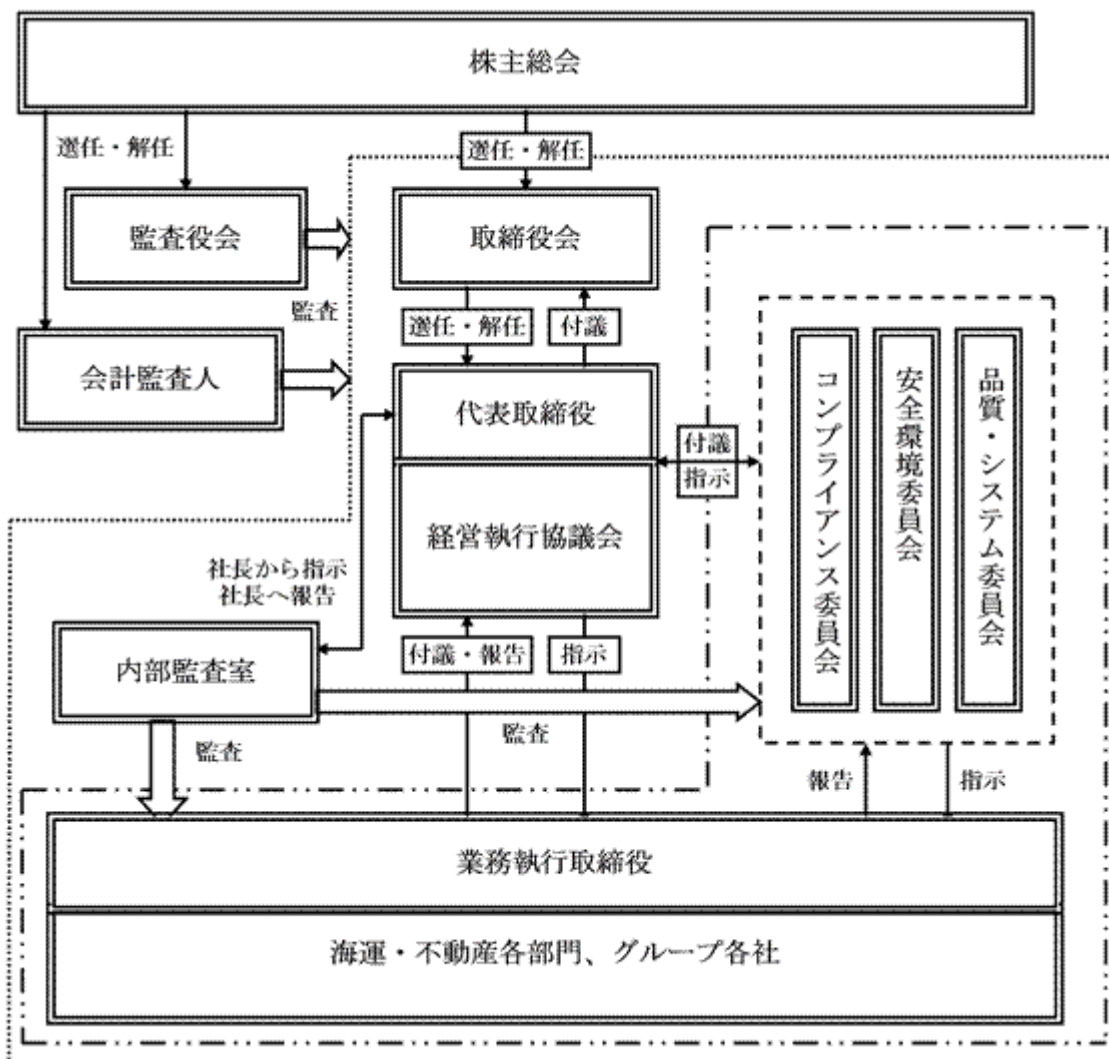 株主総会
選任・解任
選任・解任
監査役会
取締役会
監査
選任・解任
付議
会計監査人
代表取締役
付議
指示
経営執行協議会
コンプライアンス委員会
安全環境委員会
品質・システム委員会
社長から指示
社長へ報告
付議・報告
指示
内部監査室
監査
監査
報告
指示
業務執行取締役
海運・不動産各部門、グループ各社